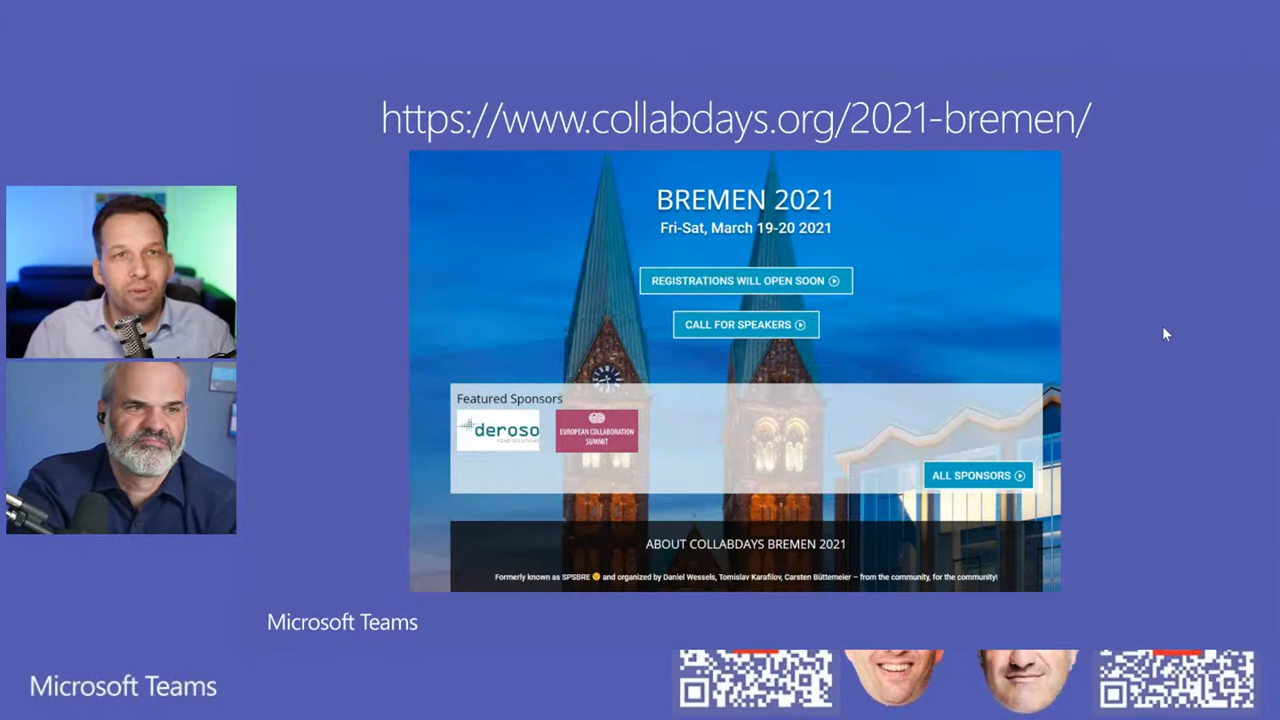 https://www.collabdays.org/2021-bremen/
BREMEN 2021
Fri-Sat, March 19-20 2021
REGISTRATIONS WILL OPEN SOON
CALL FOR SPEAKERS
Featured Sponsors
deroso
EUROPEAN COLLABORATION
SUMMIT
ALL SPONSORS
ABOUT COLLABDAYS BREMEN 2021
Formerly known as SPSBRE and organized by Daniel Wessels, Tomislav Karafilov, Carsten Büttemeier – from the community, for the community!
Microsoft Teams
Microsoft Teams